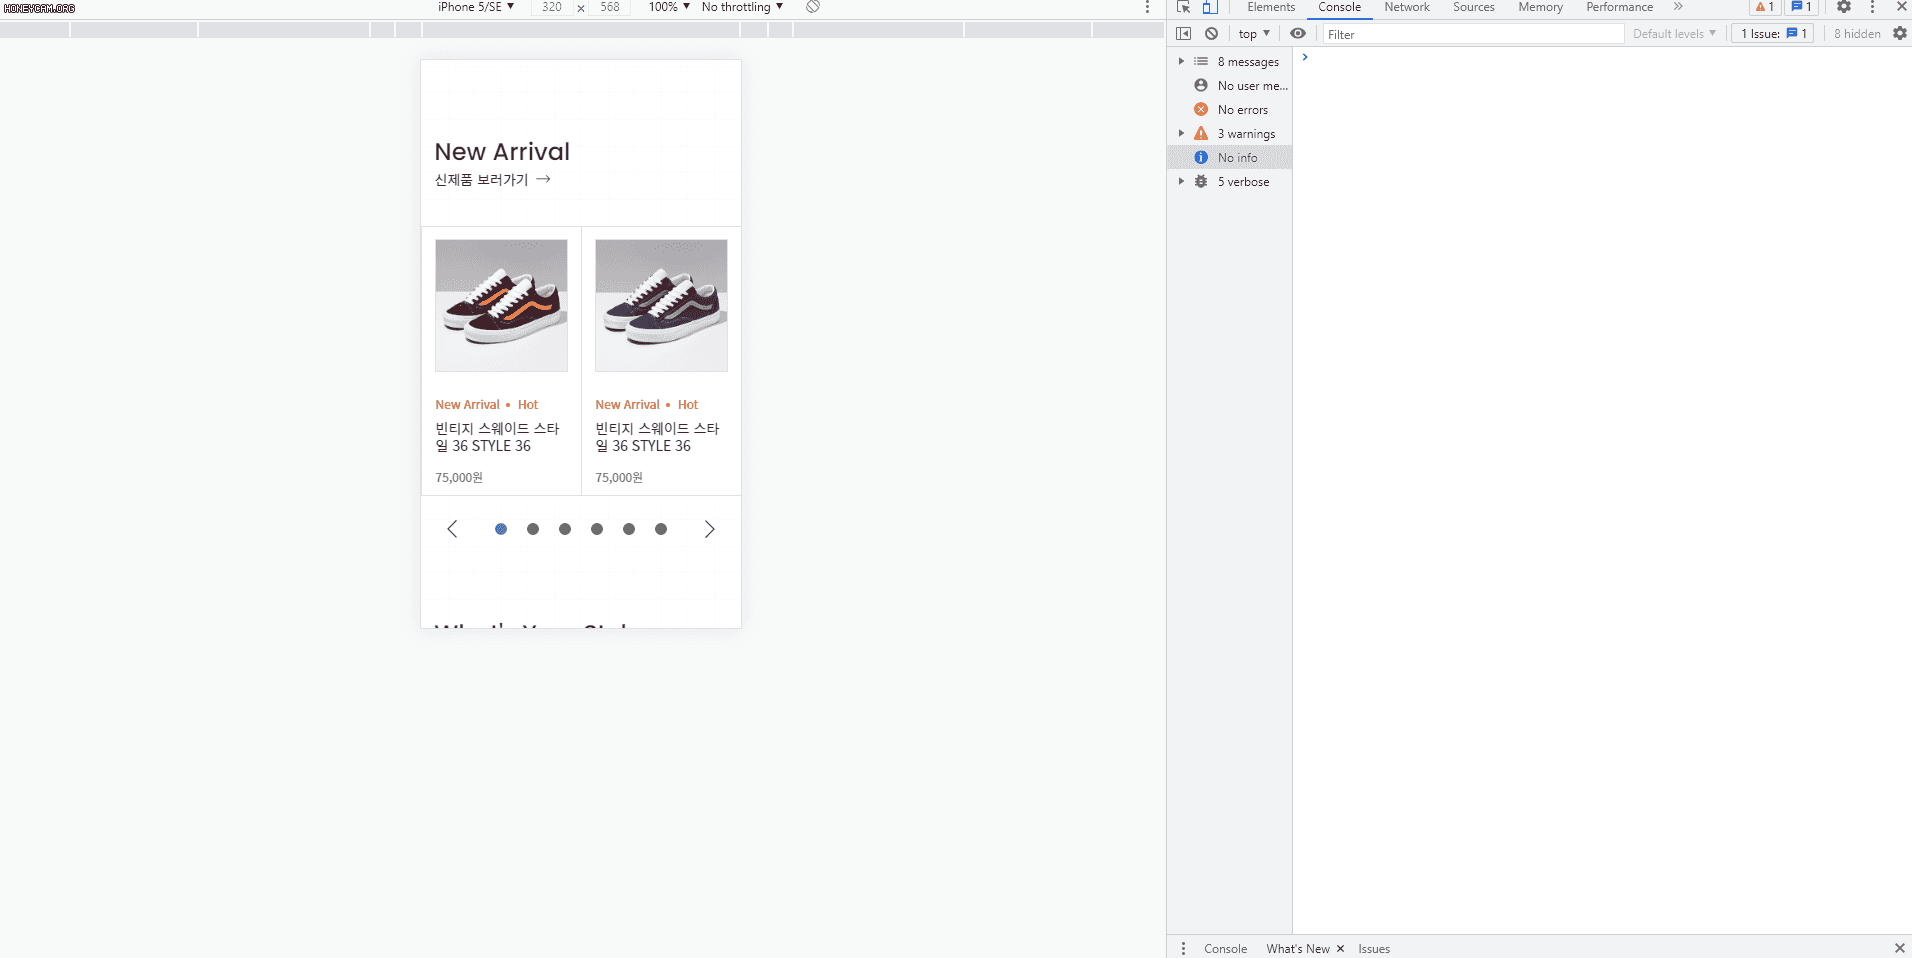 HONEYCAM.ORG
iPhone 5/SE ▼ 320 × 568 100% ▼ No throttling ▼
Elements Console Network Sources Memory Performance » 1 1
top ▼ Filter Default levels ▼ 1 Issue: 1 8 hidden
8 messages
No user me...
No errors
3 warnings
No info
5 verbose
New Arrival
신제품 보러가기 →
New Arrival • Hot
빈티지 스웨이드 스타
일 36 STYLE 36
75,000원
New Arrival • Hot
빈티지 스웨이드 스타
일 36 STYLE 36
75,000원
Console What's New × Issues